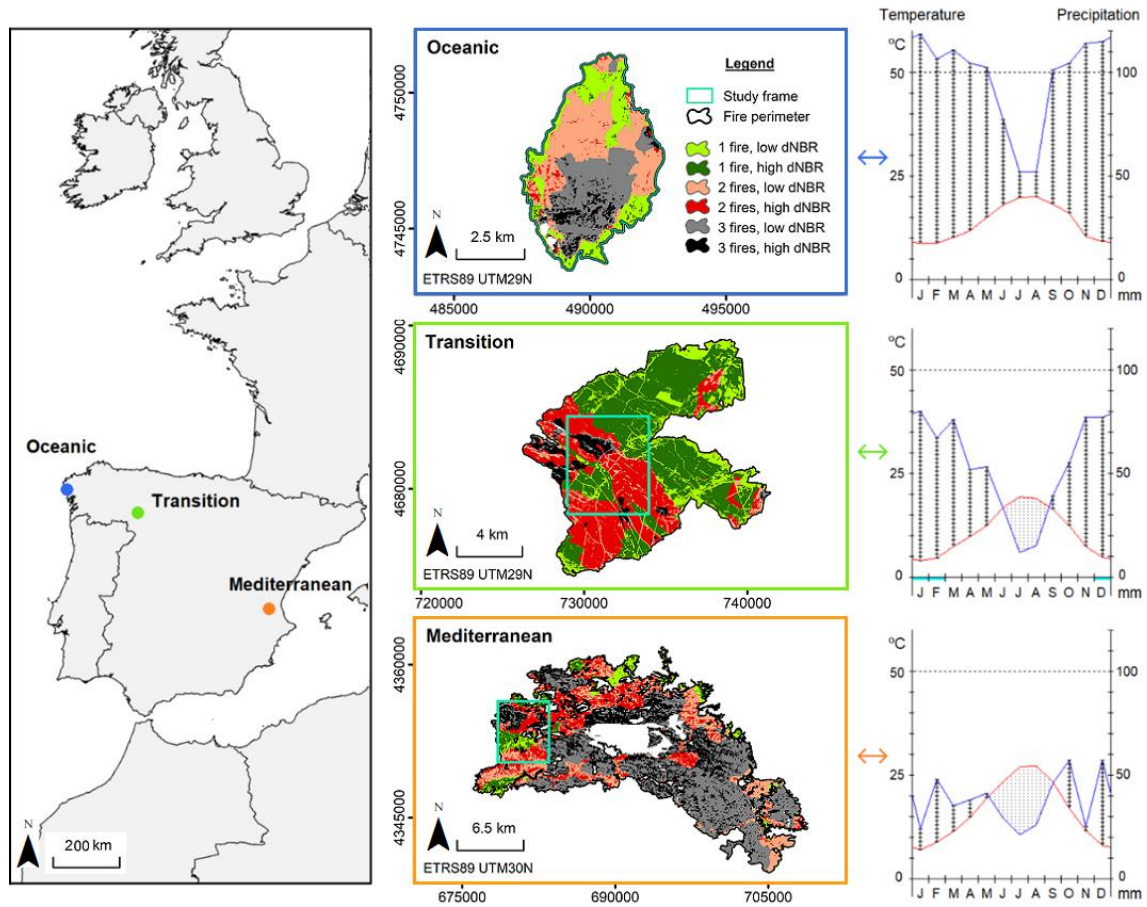 Oceanic
Transition
Mediterranean
N
200 km
Oceanic
Legend
Study frame
Fire perimeter
1 fire, low dNBR
1 fire, high dNBR
2 fires, low dNBR
2 fires, high dNBR
3 fires, low dNBR
3 fires, high dNBR
N
2.5 km
ETRS89 UTM29N
4750000
4745000
485000 490000 495000
Transition
N
4 km
ETRS89 UTM29N
4690000
4680000
720000 730000 740000
Mediterranean
N
6.5 km
ETRS89 UTM30N
4360000
4345000
675000 690000 705000
Temperature Precipitation
ºC
50 100
25 50
0 0
J F M A M J J A S O N D mm
ºC
50 100
25 50
0 0
J F M A M J J A S O N D mm
ºC
50 100
25 50
0 0
J F M A M J J A S O N D mm